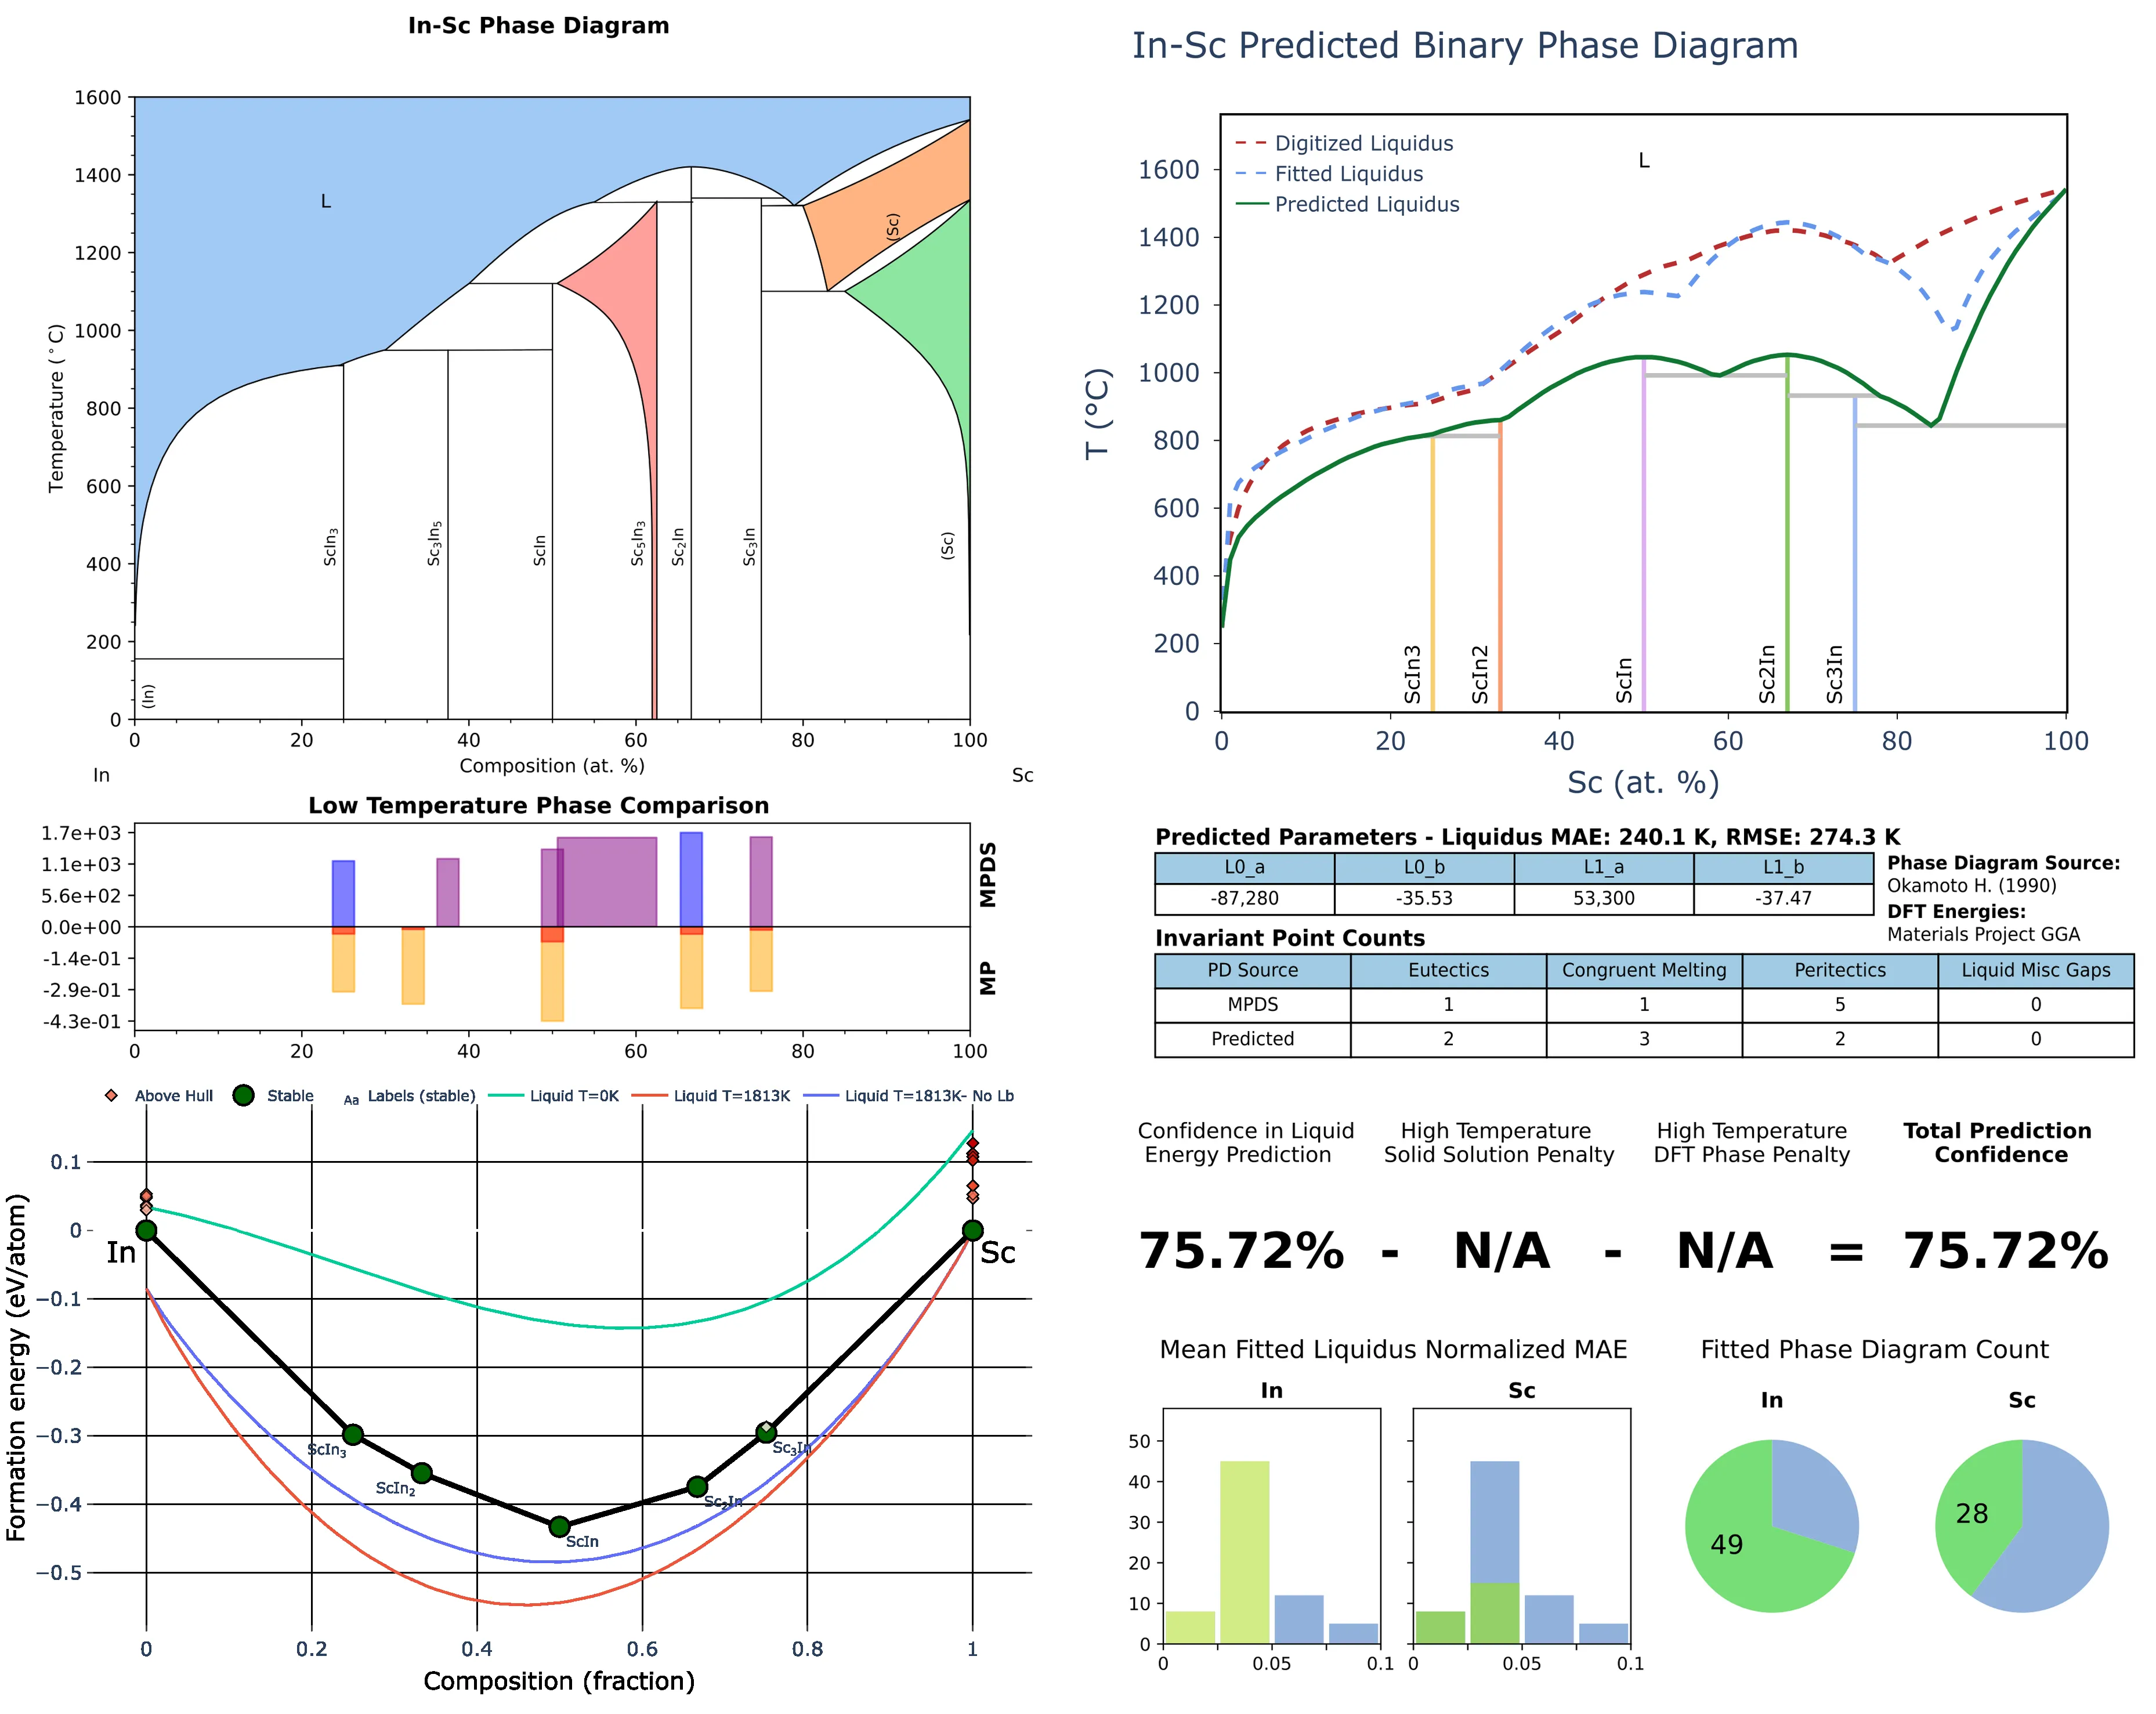 In-Sc Phase Diagram
1600
1400
1200
1000
800
600
400
200
0
Temperature (°C)
L
ScIn₃
Sc₃In₅
ScIn
Sc₅In₃
Sc₂In
Sc₃In
(Sc)
(Sc)
(In)
0 20 40 60 80 100
Composition (at. %)
In Sc
In-Sc Predicted Binary Phase Diagram
Digitized Liquidus
Fitted Liquidus
Predicted Liquidus
L
1600
1400
1200
1000
800
600
400
200
0
T (°C)
ScIn3
ScIn2
ScIn
Sc2In
Sc3In
0 20 40 60 80 100
Sc (at. %)
Low Temperature Phase Comparison
1.7e+03
1.1e+03
5.6e+02
0.0e+00
-1.4e-01
-2.9e-01
-4.3e-01
MPDS
MP
0 20 40 60 80 100
Predicted Parameters - Liquidus MAE: 240.1 K, RMSE: 274.3 K
L0_a L0_b L1_a L1_b
-87,280 -35.53 53,300 -37.47
Phase Diagram Source:
Okamoto H. (1990)
DFT Energies:
Materials Project GGA
Invariant Point Counts
PD Source Eutectics Congruent Melting Peritectics Liquid Misc Gaps
MPDS 1 1 5 0
Predicted 2 3 2 0
Above Hull Stable Aa Labels (stable) Liquid T=0K Liquid T=1813K Liquid T=1813K- No Lb
0.1
0
−0.1
−0.2
−0.3
−0.4
−0.5
Formation energy (eV/atom)
In
Sc
ScIn₃
ScIn₂
ScIn
Sc₂In
Sc₃In
0 0.2 0.4 0.6 0.8 1
Composition (fraction)
Confidence in Liquid
Energy Prediction
High Temperature
Solid Solution Penalty
High Temperature
DFT Phase Penalty
Total Prediction
Confidence
75.72% - N/A - N/A = 75.72%
Mean Fitted Liquidus Normalized MAE
In
Sc
50
40
30
20
10
0
0 0.05 0.1
0 0.05 0.1
Fitted Phase Diagram Count
In
Sc
49
28